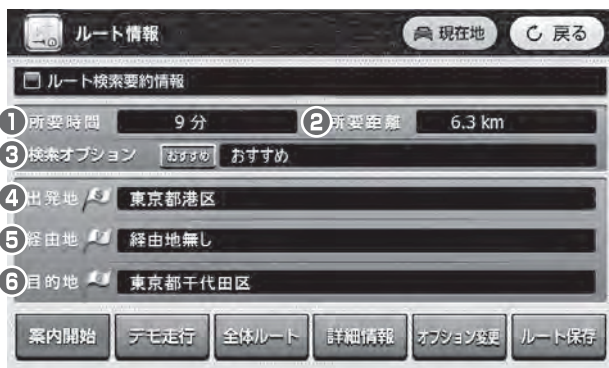 ルート情報 現在地 戻る
ルート検索要約情報
1 所要時間 9 分 2 所要距離 6.3 km
3 検索オプション おすすめ おすすめ
4 出発地 S 東京都港区
5 経由地 経由地無し
6 目的地 東京都千代田区
案内開始 デモ走行 全体ルート 詳細情報 オプション変更 ルート保存